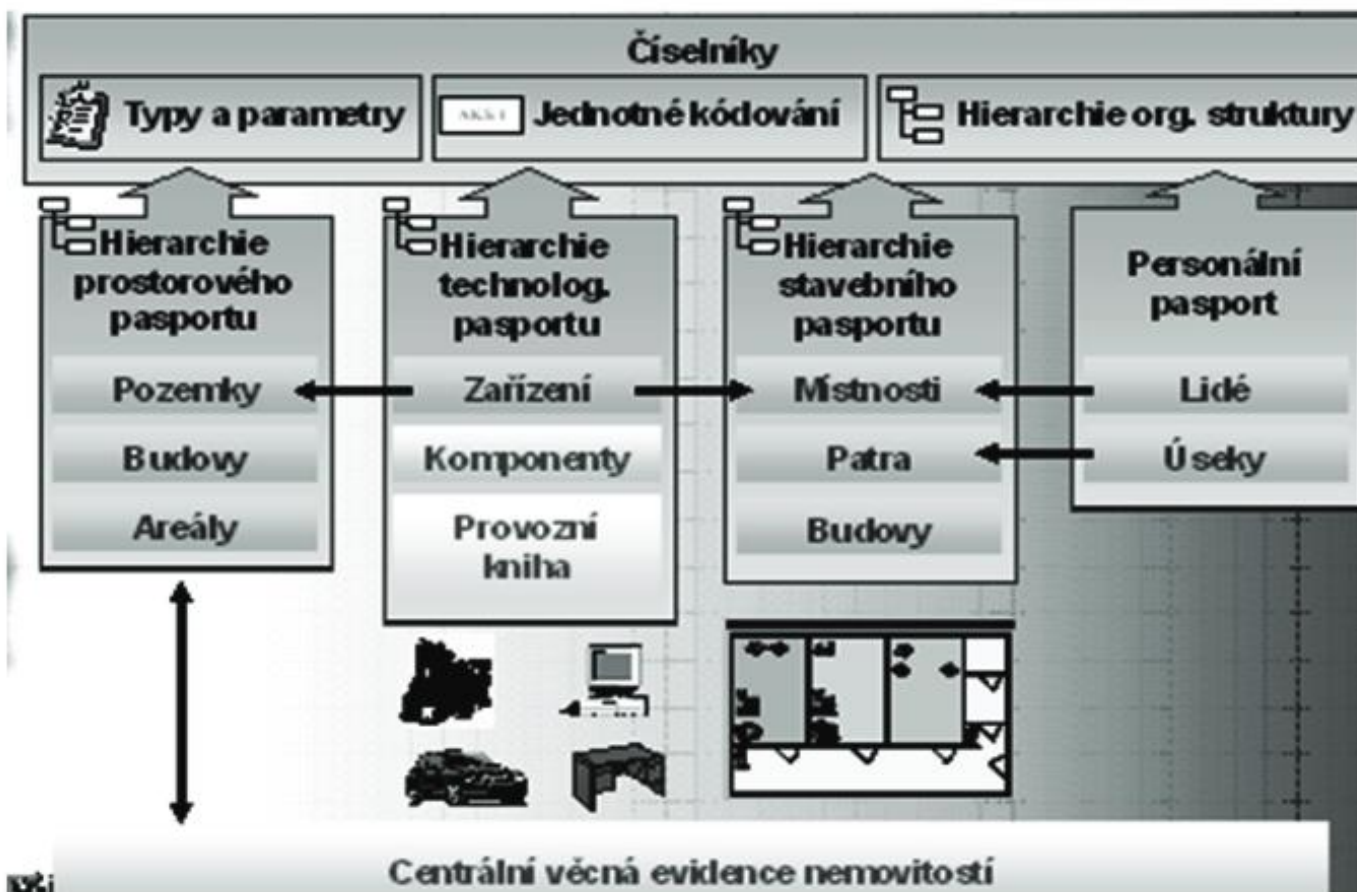 Číselníky
Typy a parametry
Jednotné kódování
Hierarchie org. struktury
Hierarchie
prostorového
pasportu
Pozemky
Budovy
Areály
Hierarchie
technolog.
pasportu
Zařízení
Komponenty
Provozní
kniha
Hierarchie
stavebního
pasportu
Místnosti
Patra
Budovy
Personální
pasport
Lidé
Úseky
Centrální věcná evidence nemovitostí